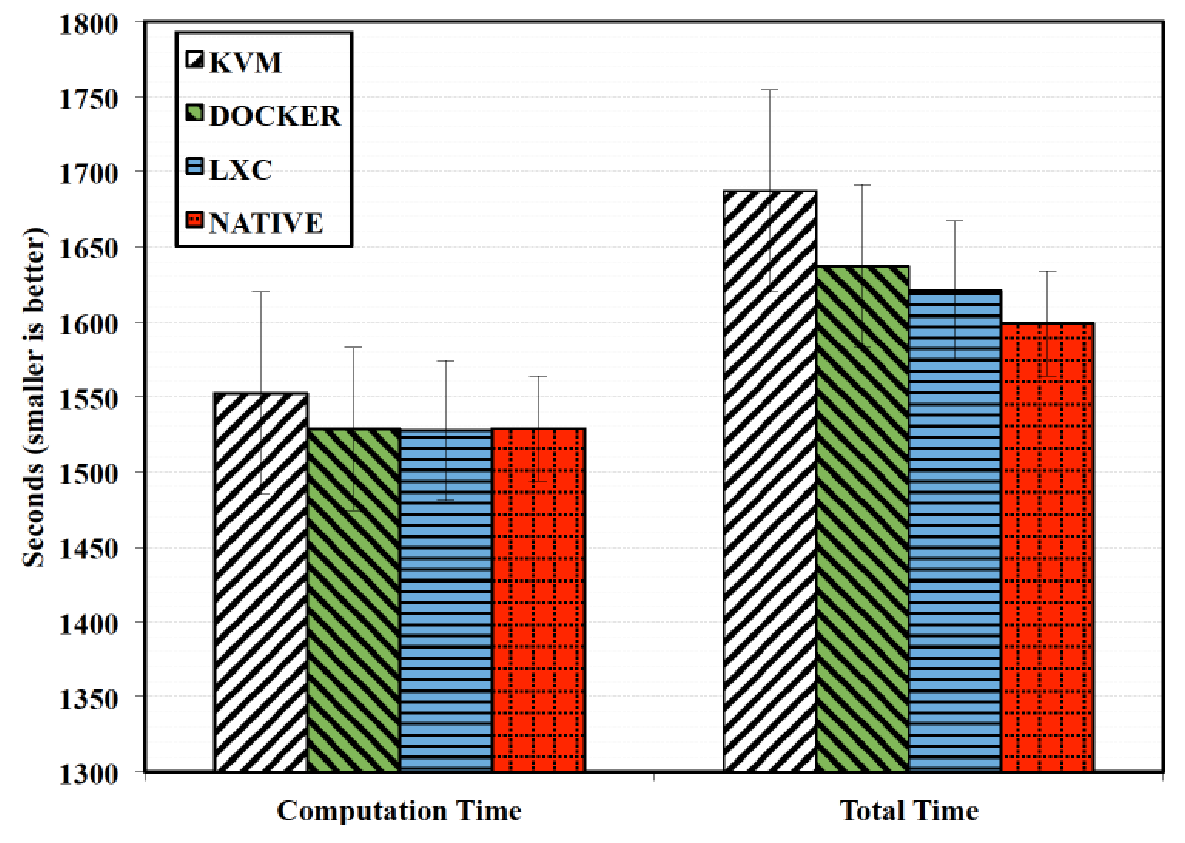 Seconds (smaller is better)
1800
1750
1700
1650
1600
1550
1500
1450
1400
1350
1300
KVM
DOCKER
LXC
NATIVE
Computation Time
Total Time